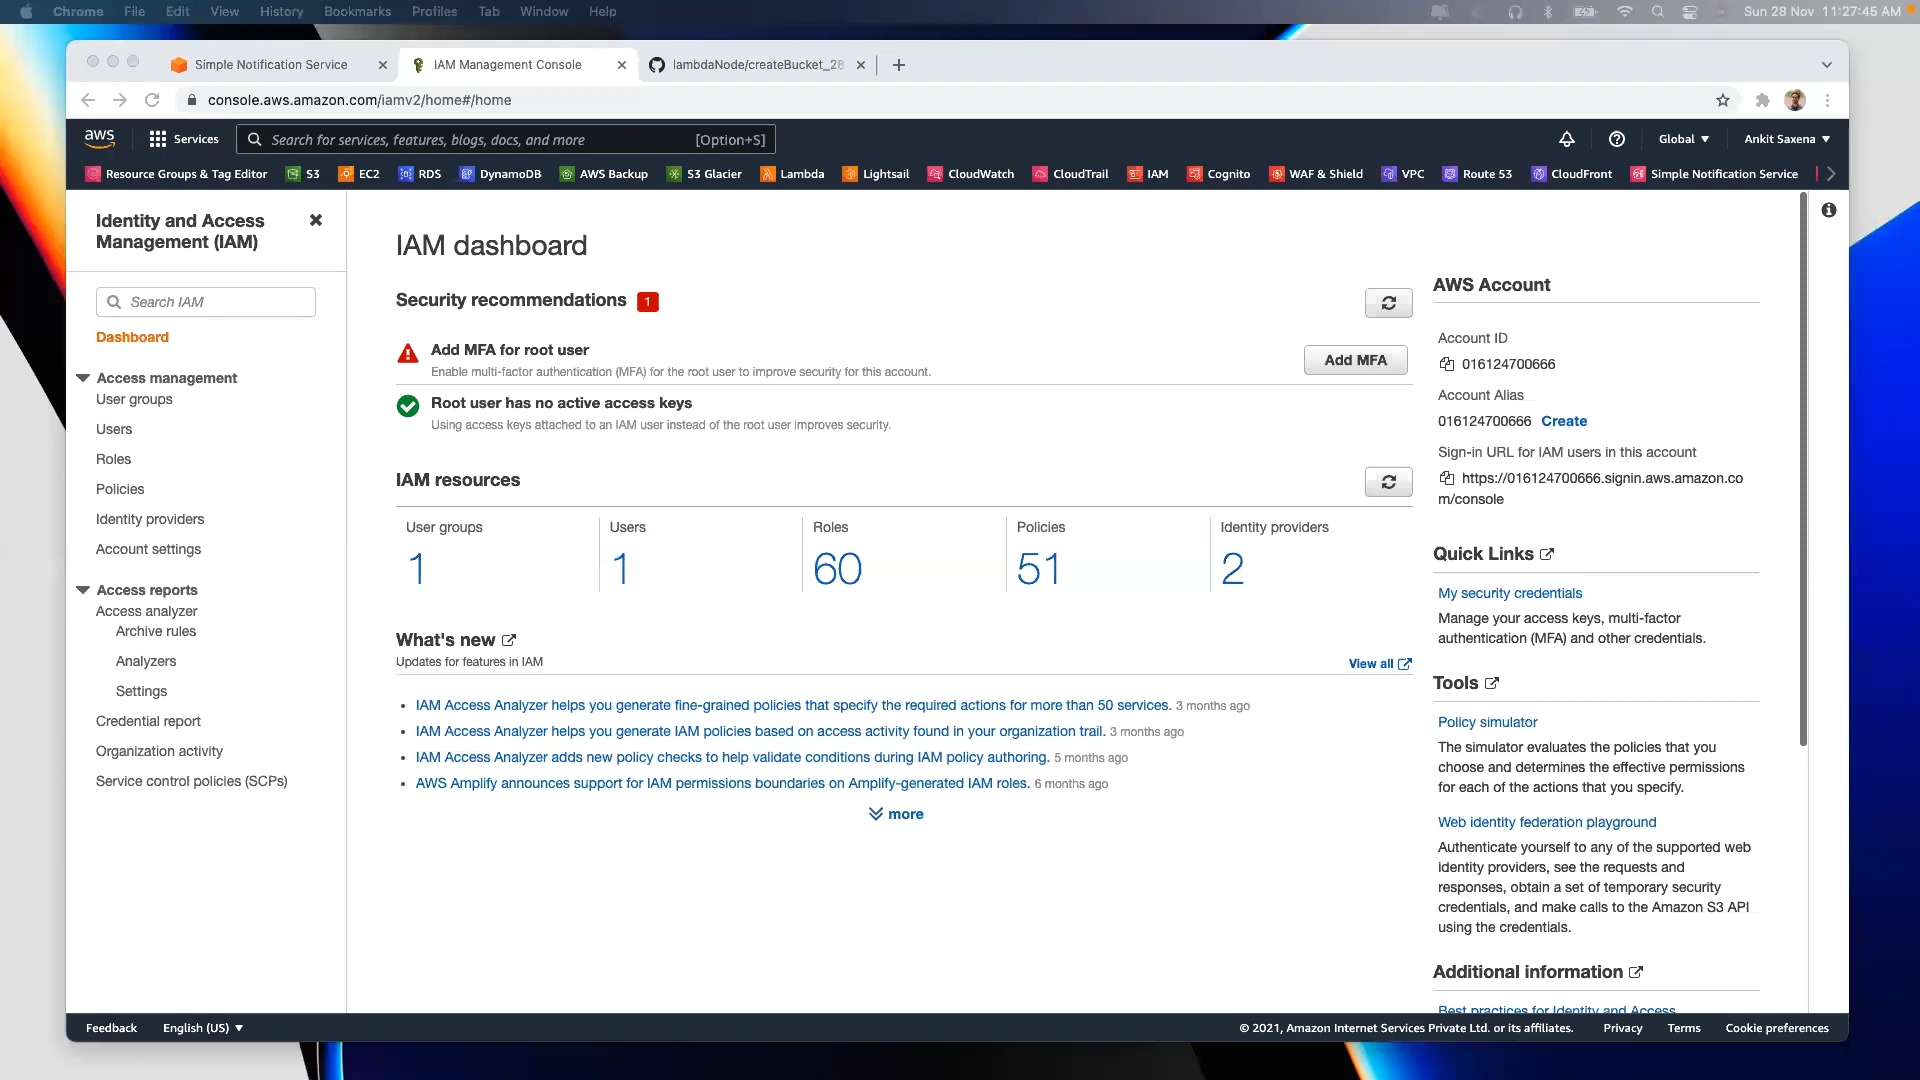 Chrome File Edit View History Bookmarks Profiles Tab Window Help Sun 28 Nov 11:27:45 AM
Simple Notification Service
IAM Management Console
lambdaNode/createBucket_28
console.aws.amazon.com/iamv2/home#/home
aws
Services
Search for services, features, blogs, docs, and more [Option+S]
Global
Ankit Saxena
Resource Groups & Tag Editor S3 EC2 RDS DynamoDB AWS Backup S3 Glacier Lambda Lightsail CloudWatch CloudTrail IAM Cognito WAF & Shield VPC Route 53 CloudFront Simple Notification Service
Identity and Access
Management (IAM)
Search IAM
Dashboard
Access management
User groups
Users
Roles
Policies
Identity providers
Account settings
Access reports
Access analyzer
Archive rules
Analyzers
Settings
Credential report
Organization activity
Service control policies (SCPs)
IAM dashboard
Security recommendations 1
Add MFA for root user
Enable multi-factor authentication (MFA) for the root user to improve security for this account.
Add MFA
Root user has no active access keys
Using access keys attached to an IAM user instead of the root user improves security.
IAM resources
User groups Users Roles Policies Identity providers
1 1 60 51 2
What's new
Updates for features in IAM
View all
IAM Access Analyzer helps you generate fine-grained policies that specify the required actions for more than 50 services. 3 months ago
IAM Access Analyzer helps you generate IAM policies based on access activity found in your organization trail. 3 months ago
IAM Access Analyzer adds new policy checks to help validate conditions during IAM policy authoring. 5 months ago
AWS Amplify announces support for IAM permissions boundaries on Amplify-generated IAM roles. 6 months ago
more
AWS Account
Account ID
016124700666
Account Alias
016124700666 Create
Sign-in URL for IAM users in this account
https://016124700666.signin.aws.amazon.co
m/console
Quick Links
My security credentials
Manage your access keys, multi-factor
authentication (MFA) and other credentials.
Tools
Policy simulator
The simulator evaluates the policies that you
choose and determines the effective permissions
for each of the actions that you specify.
Web identity federation playground
Authenticate yourself to any of the supported web
identity providers, see the requests and
responses, obtain a set of temporary security
credentials, and make calls to the Amazon S3 API
using the credentials.
Additional information
Best practices for Identity and Access
Feedback English (US)
© 2021, Amazon Internet Services Private Ltd. or its affiliates. Privacy Terms Cookie preferences